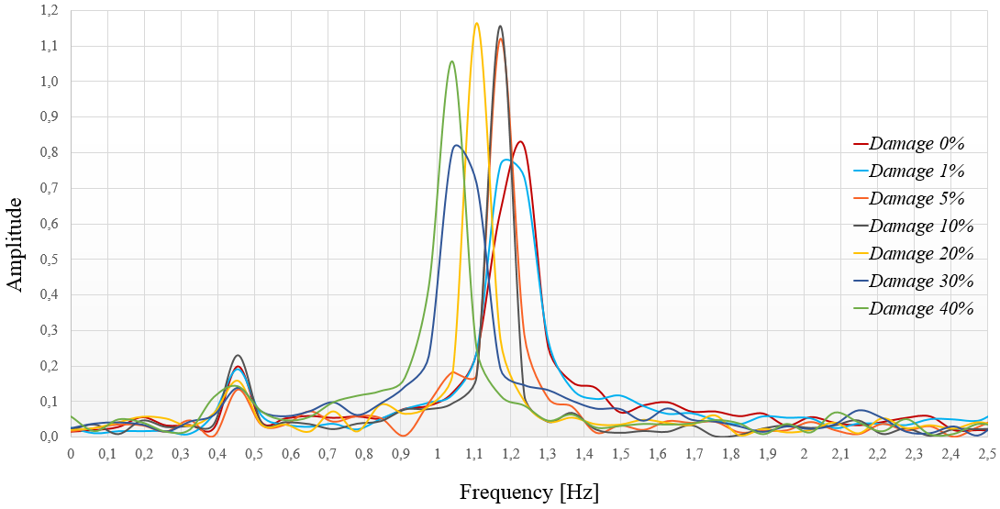 1,2
1,1
1,0
0,9
0,8
0,7
0,6
0,5
0,4
0,3
0,2
0,1
0,0
Amplitude
Damage 0%
Damage 1%
Damage 5%
Damage 10%
Damage 20%
Damage 30%
Damage 40%
0 0,1 0,2 0,3 0,4 0,5 0,6 0,7 0,8 0,9 1 1,1 1,2 1,3 1,4 1,5 1,6 1,7 1,8 1,9 2 2,1 2,2 2,3 2,4 2,5
Frequency [Hz]